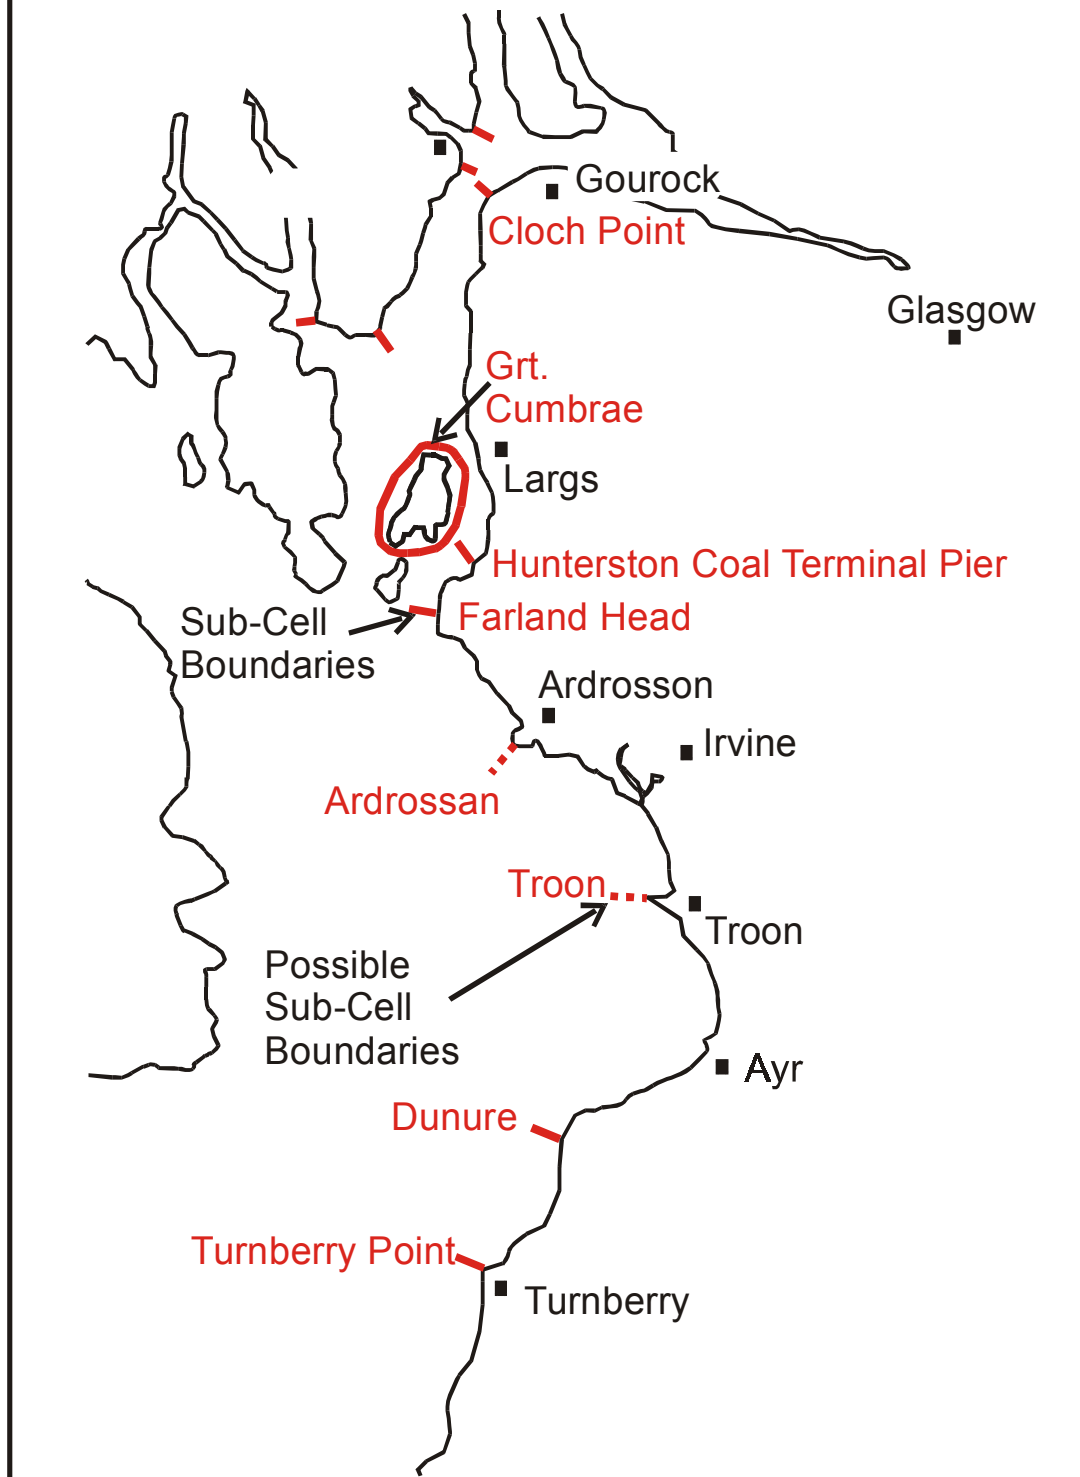 Gourock
Cloch Point
Glasgow
Grt.
Cumbrae
Largs
Hunterston Coal Terminal Pier
Farland Head
Sub-Cell
Boundaries
Ardrosson
Irvine
Ardrossan
Troon
Troon
Possible
Sub-Cell
Boundaries
Ayr
Dunure
Turnberry Point
Turnberry